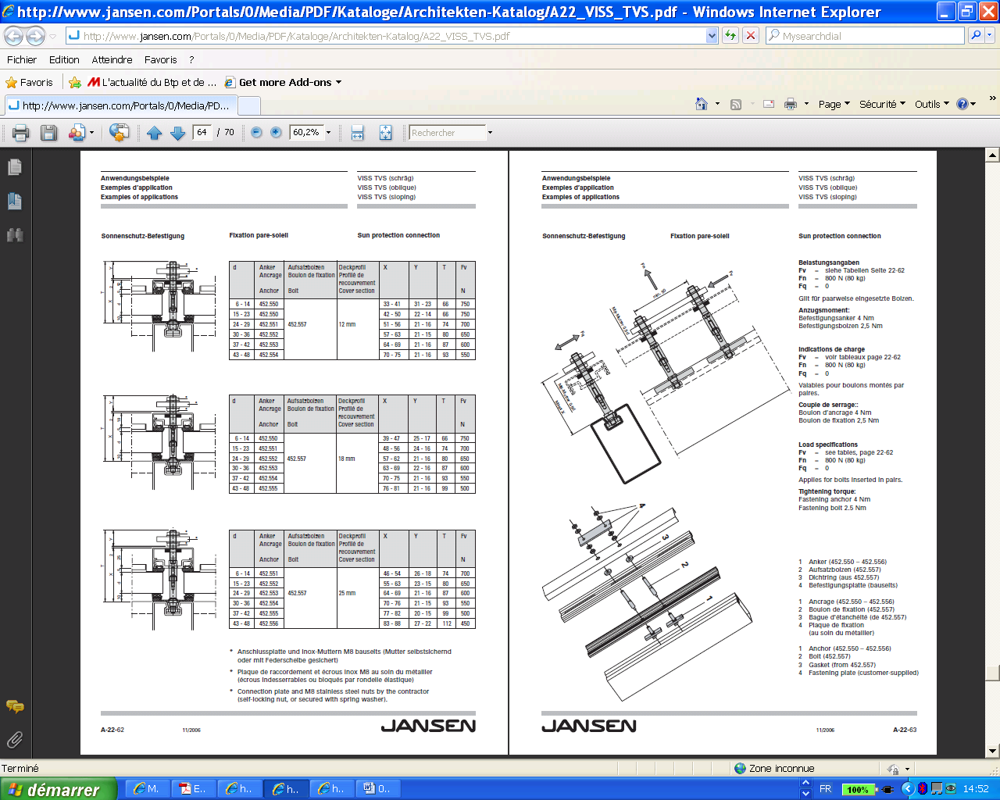 http://www.jansen.com/Portals/0/Media/PDF/Kataloge/Architekten-Katalog/A22_VISS_TVS.pdf - Windows Internet Explorer
http://www.jansen.com/Portals/0/Media/PDF/Kataloge/Architekten-Katalog/A22_VISS_TVS.pdf
Mysearchdial
Fichier Edition Atteindre Favoris ?
Favoris L'actualité du Btp et de ... Get more Add-ons
http://www.jansen.com/Portals/0/Media/PD...
Page Sécurité Outils »
64 / 70 60,2% Rechercher
Anwendungsbeispiele VISS TVS (schräg)
Exemples d'application VISS TVS (oblique)
Examples of applications VISS TVS (sloping)
Sonnenschutz-Befestigung Fixation pare-soleil Sun protection connection
d Anker Aufsatzbolzen Deckprofil X Y T Fv
Ancrage Boulon de fixation Profilé de
recouvrement
Anchor Bolt Cover section N
6 - 14 452.550 33 - 41 31 - 23 66 750
15 - 23 452.550 42 - 50 22 - 14 66 750
24 - 29 452.551 452.557 12 mm 51 - 56 21 - 16 74 700
30 - 36 452.552 57 - 63 21 - 15 80 650
37 - 42 452.553 64 - 69 21 - 16 87 600
43 - 48 452.554 70 - 75 21 - 16 93 550
d Anker Aufsatzbolzen Deckprofil X Y T Fv
Ancrage Boulon de fixation Profilé de
recouvrement
Anchor Bolt Cover section N
6 - 14 452.550 39 - 47 25 - 17 66 750
15 - 23 452.551 48 - 56 24 - 16 74 700
24 - 29 452.552 452.557 18 mm 57 - 62 21 - 16 80 650
30 - 36 452.553 63 - 69 22 - 16 87 600
37 - 42 452.554 70 - 75 21 - 16 93 550
43 - 48 452.555 76 - 81 21 - 16 99 500
d Anker Aufsatzbolzen Deckprofil X Y T Fv
Ancrage Boulon de fixation Profilé de
recouvrement
Anchor Bolt Cover section N
6 - 14 452.551 46 - 54 26 - 18 74 700
15 - 23 452.552 55 - 63 23 - 15 80 650
24 - 29 452.553 452.557 25 mm 64 - 69 21 - 16 87 600
30 - 36 452.554 70 - 76 21 - 15 93 550
37 - 42 452.555 77 - 82 20 - 15 99 500
43 - 48 452.556 83 - 88 27 - 22 112 450
* Anschlussplatte und Inox-Muttern M8 bauseits (Mutter selbstsichernd
oder mit Federscheibe gesichert)
* Plaque de raccordement et écrous inox M8 au soin du métallier
(écrous indesserrables ou bloqués par rondelle élastique)
* Connection plate and M8 stainless steel nuts by the contractor
(self-locking nut, or secured with spring washer).
A-22-62 11/2006 JANSEN
Anwendungsbeispiele VISS TVS (schräg)
Exemples d'application VISS TVS (oblique)
Examples of applications VISS TVS (sloping)
Sonnenschutz-Befestigung Fixation pare-soleil Sun protection connection
Fn
Fv
min. 50
Fq
Mass X
4
3
2
1
Belastungsangaben
Fv – siehe Tabellen Seite 22-62
Fn – 800 N (80 kg)
Fq – 0
Gilt für paarweise eingesetzte Bolzen.
Anzugsmoment:
Befestigungsanker 4 Nm
Befestigungsbolzen 2,5 Nm
Indications de charge
Fv – voir tableaux page 22-62
Fn – 800 N (80 kg)
Fq – 0
Valables pour boulons montés par
paires.
Couple de serrage::
Boulon d'ancrage 4 Nm
Boulon de fixation 2,5 Nm
Load specifications
Fv – see tables, page 22-62
Fn – 800 N (80 kg)
Fq – 0
Applies for bolts inserted in pairs.
Tightening torque:
Fastening anchor 4 Nm
Fastening bolt 2.5 Nm
1 Anker (452.550 – 452.556)
2 Aufsatzbolzen (452.557)
3 Dichtring (aus 452.557)
4 Befestigungsplatte (bauseits)
1 Ancrage (452.550 – 452.556)
2 Boulon de fixation (452.557)
3 Bague d'étanchéité (de 452.557)
4 Plaque de fixation
(au soin du métallier)
1 Anchor (452.550 – 452.556)
2 Bolt (452.557)
3 Gasket (from 452.557)
4 Fastening plate (customer-supplied)
JANSEN 11/2006 A-22-63
Terminé Zone inconnue
démarrer M. E.. h.. h.. h.. 0.. FR 100% 14:52